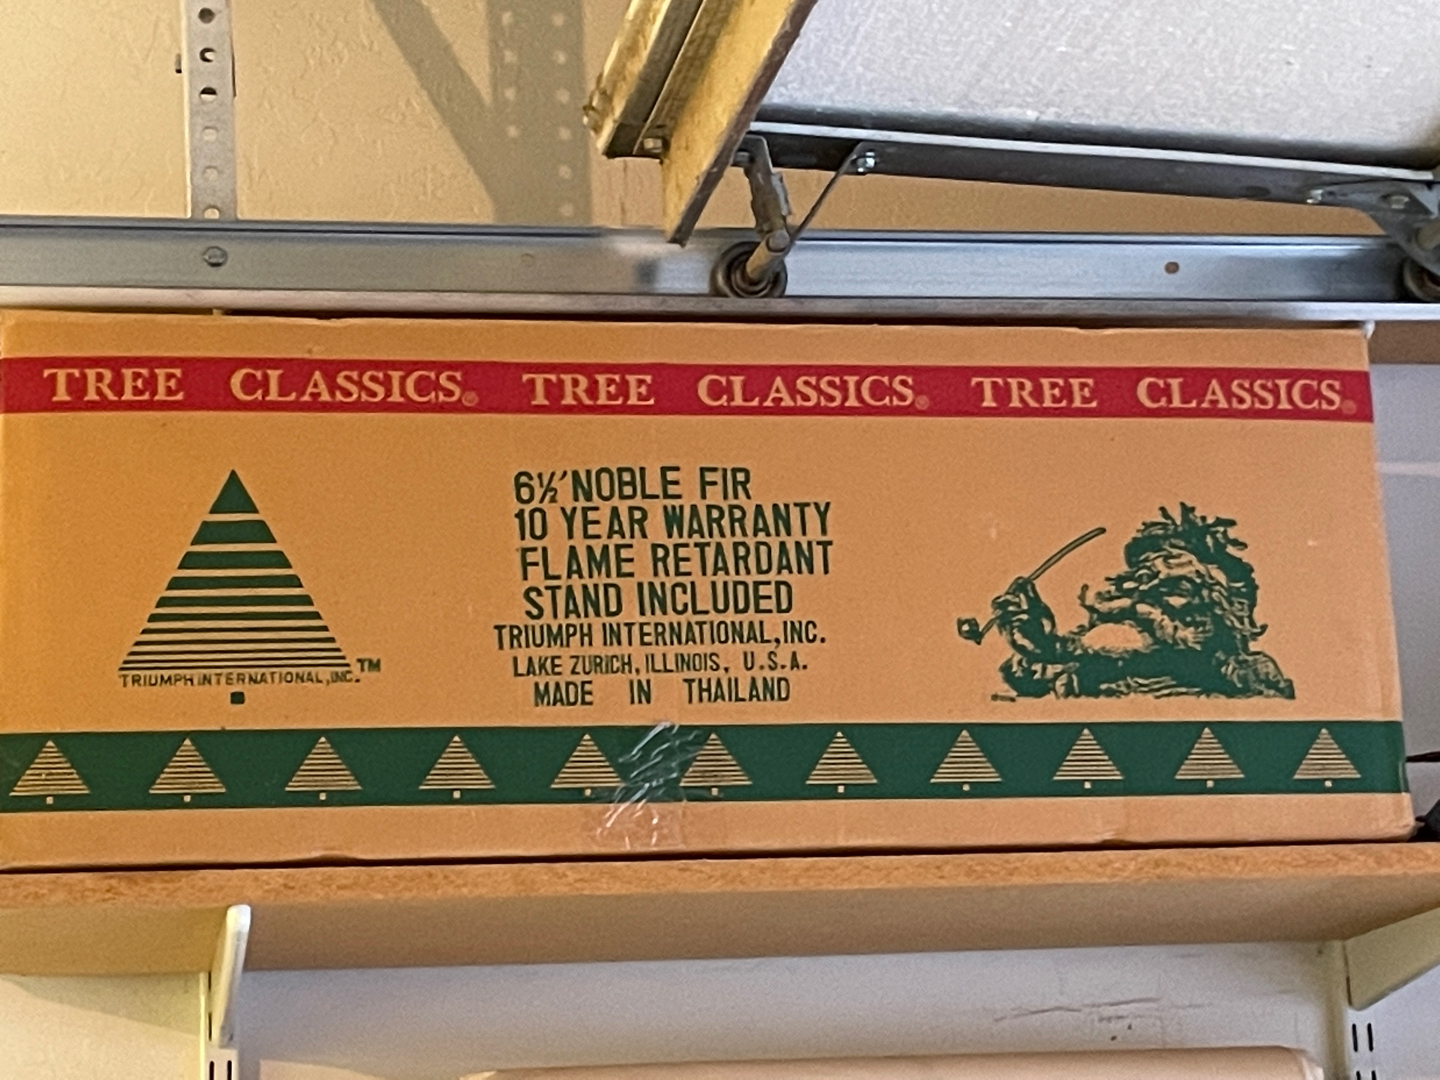 TREE CLASSICS® TREE CLASSICS® TREE CLASSICS®
6½' NOBLE FIR
10 YEAR WARRANTY
FLAME RETARDANT
STAND INCLUDED
TRIUMPH INTERNATIONAL, INC.
LAKE ZURICH, ILLINOIS, U.S.A.
MADE IN THAILAND
TRIUMPH INTERNATIONAL, INC.™